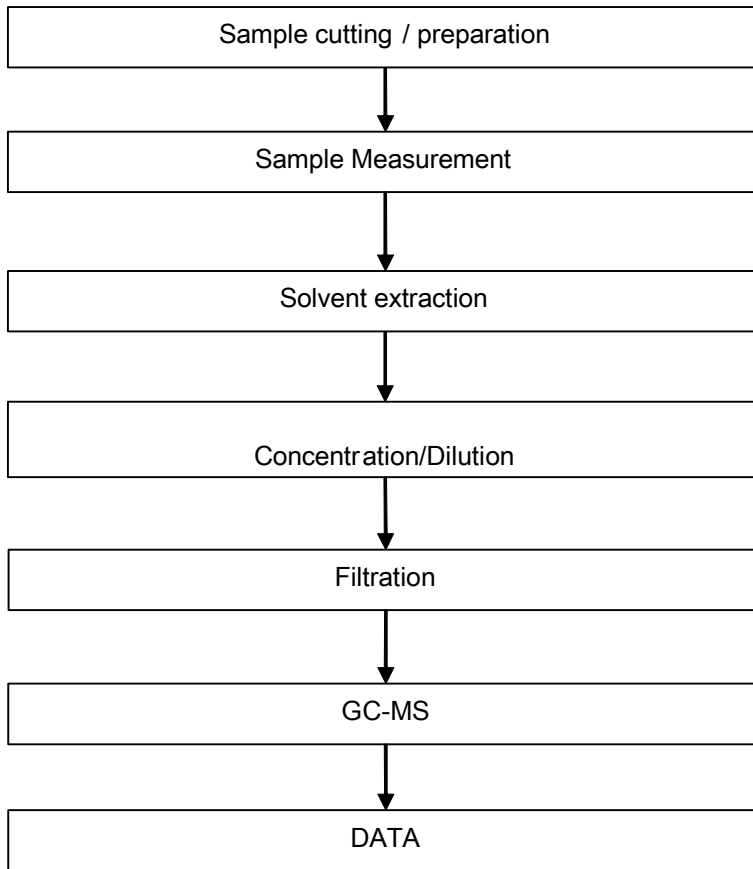 Sample cutting / preparation
Sample Measurement
Solvent extraction
Concentration/Dilution
Filtration
GC-MS
DATA